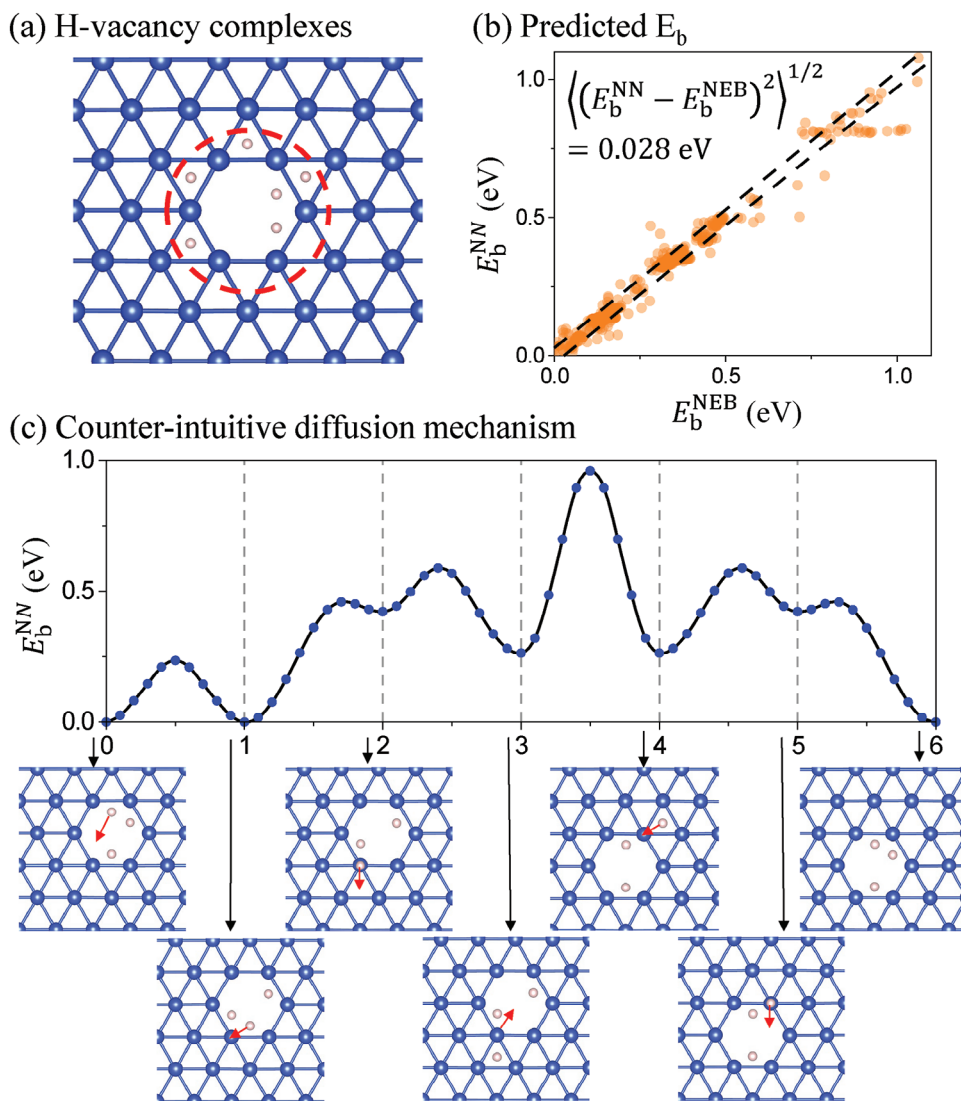 (a) H-vacancy complexes
(b) Predicted E_b
⟨(E_b^NN − E_b^NEB)^2⟩^1/2
= 0.028 eV
E_b^NN (eV)
1.0
0.5
0.0
0.0 0.5 1.0
E_b^NEB (eV)
(c) Counter-intuitive diffusion mechanism
E_b^NN (eV)
1.0
0.5
0.0
0 1 2 3 4 5 6